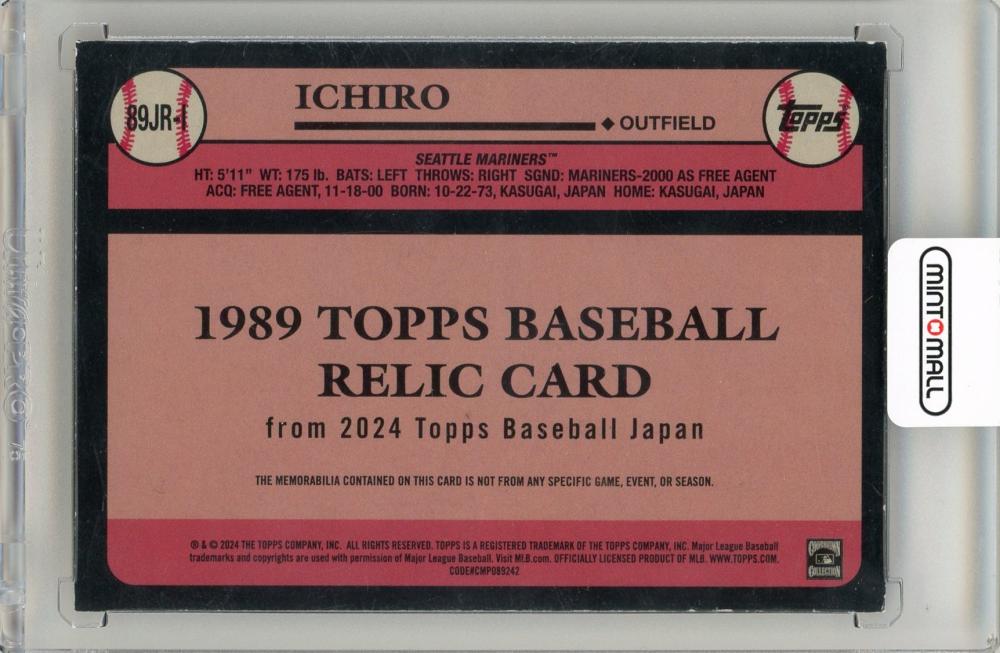 89JR-I
ICHIRO
◆ OUTFIELD
Topps
SEATTLE MARINERS™
HT: 5'11" WT: 175 lb. BATS: LEFT THROWS: RIGHT SGND: MARINERS-2000 AS FREE AGENT
ACQ: FREE AGENT, 11-18-00 BORN: 10-22-73, KASUGAI, JAPAN HOME: KASUGAI, JAPAN
MINT MALL
1989 TOPPS BASEBALL
RELIC CARD
from 2024 Topps Baseball Japan
THE MEMORABILIA CONTAINED ON THIS CARD IS NOT FROM ANY SPECIFIC GAME, EVENT, OR SEASON.
® & © 2024 THE TOPPS COMPANY, INC. ALL RIGHTS RESERVED. TOPPS IS A REGISTERED TRADEMARK OF THE TOPPS COMPANY, INC. Major League Baseball
trademarks and copyrights are used with permission of Major League Baseball. Visit MLB.com. OFFICIALLY LICENSED PRODUCT OF MLB. WWW.TOPPS.COM.
CODE#CMP089242
COOPERSTOWN
COLLECTION